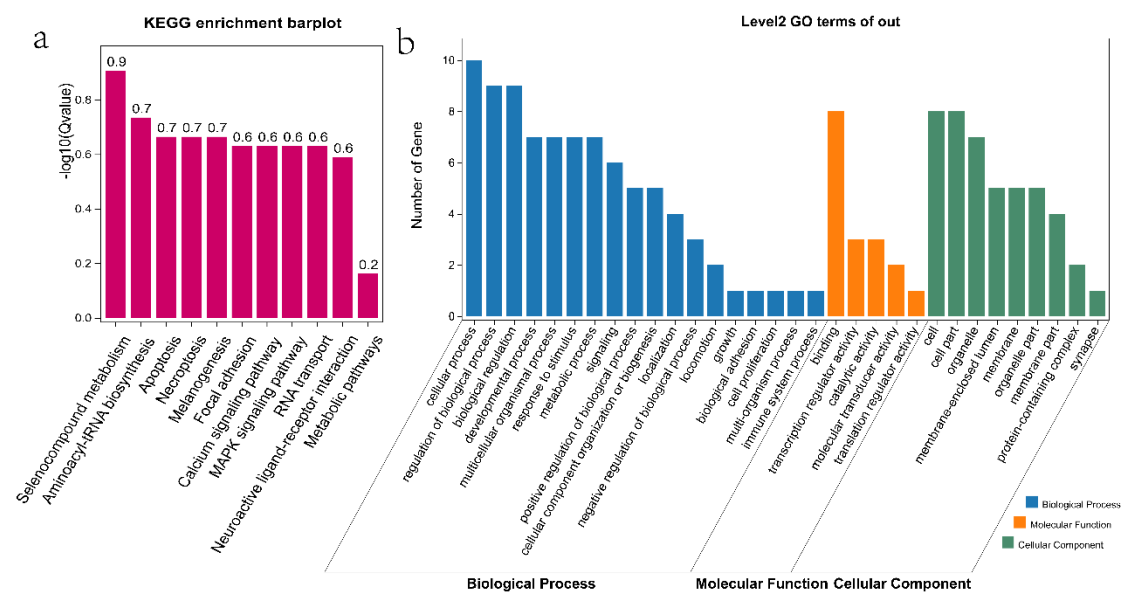 a
KEGG enrichment barplot
-log10(Qvalue)
0.8
0.6
0.4
0.2
0.0
0.9
0.7
0.7
0.7
0.7
0.6
0.6
0.6
0.6
0.6
0.2
Selenocompound metabolism
Aminoacyl-tRNA biosynthesis
Apoptosis
Necroptosis
Melanogenesis
Focal adhesion
Calcium signaling pathway
MAPK signaling pathway
RNA transport
Neuroactive ligand-receptor interaction
Metabolic pathways
b
Level2 GO terms of out
Number of Gene
10
8
6
4
2
0
cellular process
regulation of biological process
biological regulation
developmental process
multicellular organismal process
response to stimulus
metabolic process
signaling
positive regulation of biological process
cellular component organization or biogenesis
localization
negative regulation of biological process
locomotion
growth
biological adhesion
cell proliferation
multi-organism process
immune system process
binding
transcription regulator activity
catalytic activity
molecular transducer activity
translation regulator activity
cell
cell part
organelle
membrane-enclosed lumen
membrane
organelle part
membrane part
protein-containing complex
synapse
Biological Process
Molecular Function
Cellular Component
Biological Process
Molecular Function
Cellular Component